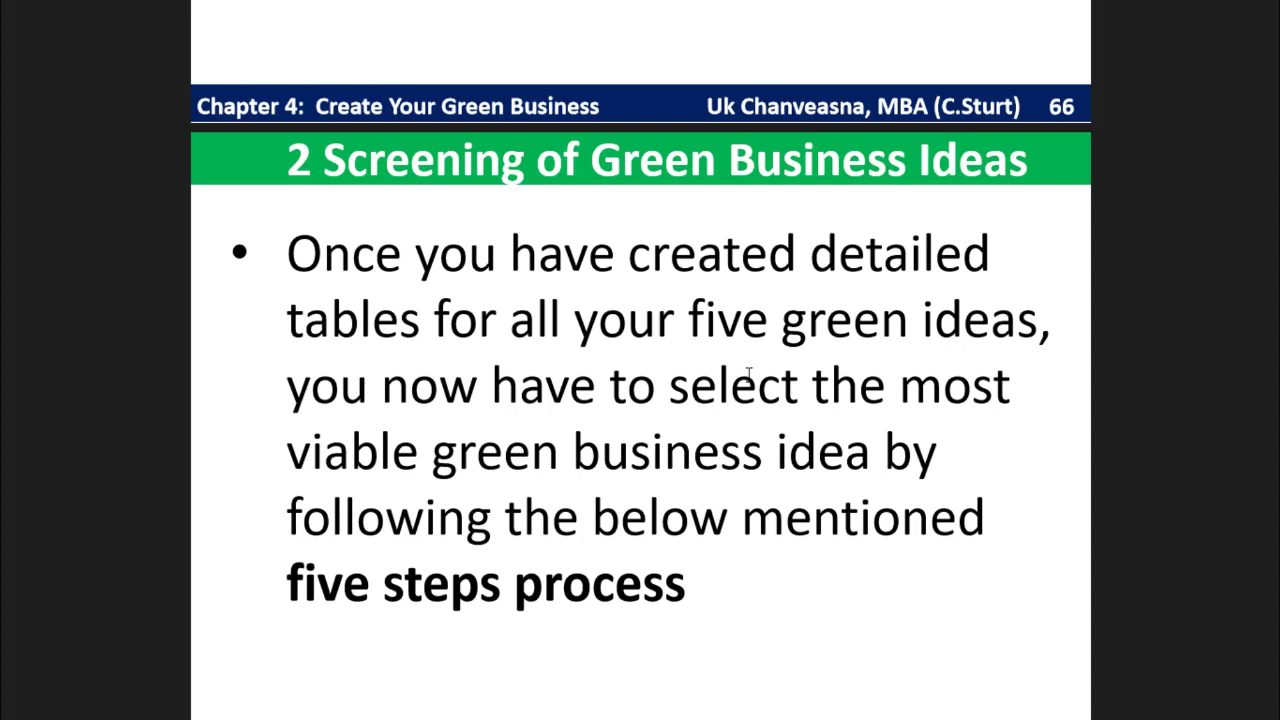 Chapter 4: Create Your Green Business Uk Chanveasna, MBA (C.Sturt) 66
2 Screening of Green Business Ideas
• Once you have created detailed
tables for all your five green ideas,
you now have to select the most
viable green business idea by
following the below mentioned
five steps process